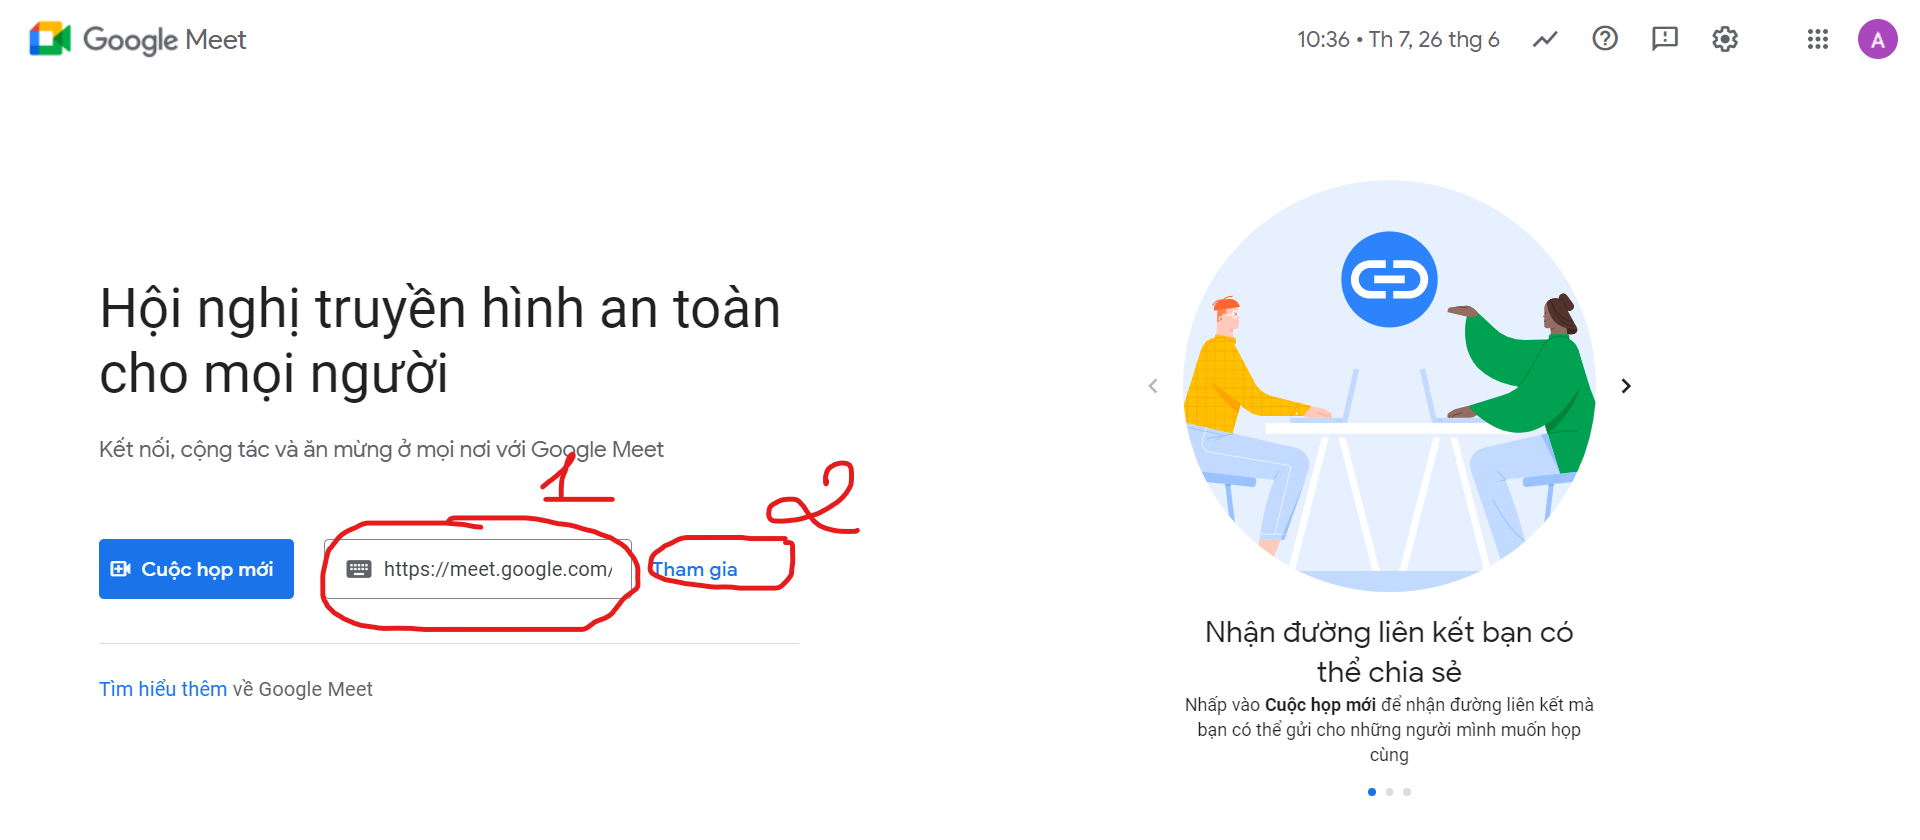 Google Meet
10:36 • Th 7, 26 thg 6
A
Hội nghị truyền hình an toàn
cho mọi người
Kết nối, cộng tác và ăn mừng ở mọi nơi với Google Meet
1
2
Cuộc họp mới
https://meet.google.com/
Tham gia
Tìm hiểu thêm về Google Meet
Nhận đường liên kết bạn có
thể chia sẻ
Nhấp vào Cuộc họp mới để nhận đường liên kết mà
bạn có thể gửi cho những người mình muốn họp
cùng